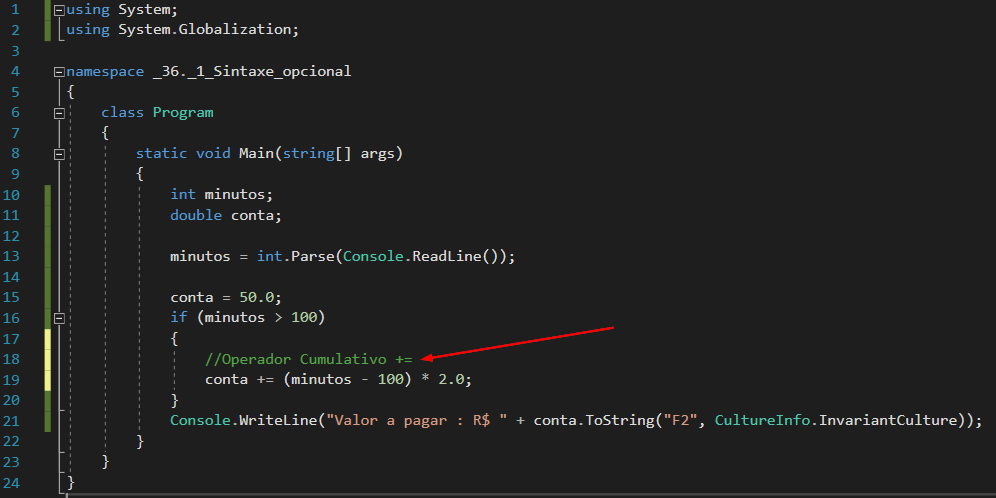 1 using System;
2 using System.Globalization;
3
4 namespace _36._1_Sintaxe_opcional
5 {
6 class Program
7 {
8 static void Main(string[] args)
9 {
10 int minutos;
11 double conta;
12
13 minutos = int.Parse(Console.ReadLine());
14
15 conta = 50.0;
16 if (minutos > 100)
17 {
18 //Operador Cumulativo +=
19 conta += (minutos - 100) * 2.0;
20 }
21 Console.WriteLine("Valor a pagar : R$ " + conta.ToString("F2", CultureInfo.InvariantCulture));
22 }
23 }
24 }